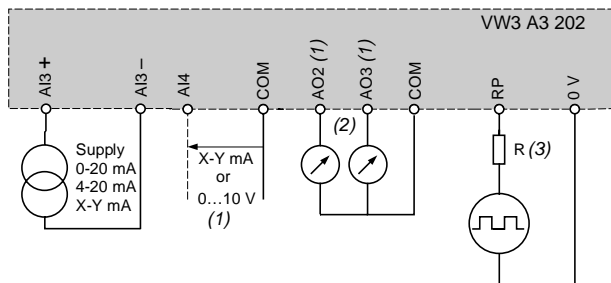 VW3 A3 202
AI3 +
AI3 –
AI4
COM
AO2 (1)
AO3 (1)
COM
RP
0 V
Supply
0-20 mA
4-20 mA
X-Y mA
X-Y mA
or
0...10 V
(1)
(2)
R (3)